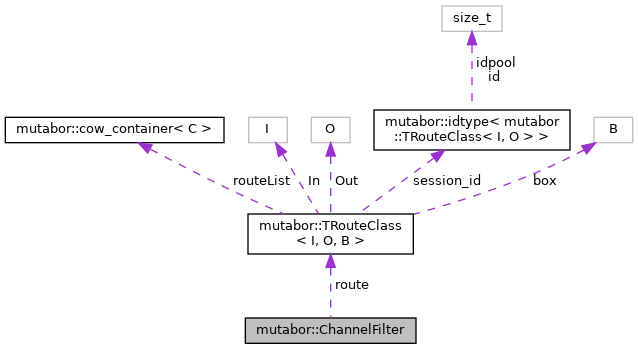 size_t
idpool
id
mutabor::cow_container< C >
I
O
mutabor::idtype< mutabor
::TRouteClass< I, O > >
B
routeList
In
Out
session_id
box
mutabor::TRouteClass
< I, O, B >
route
mutabor::ChannelFilter